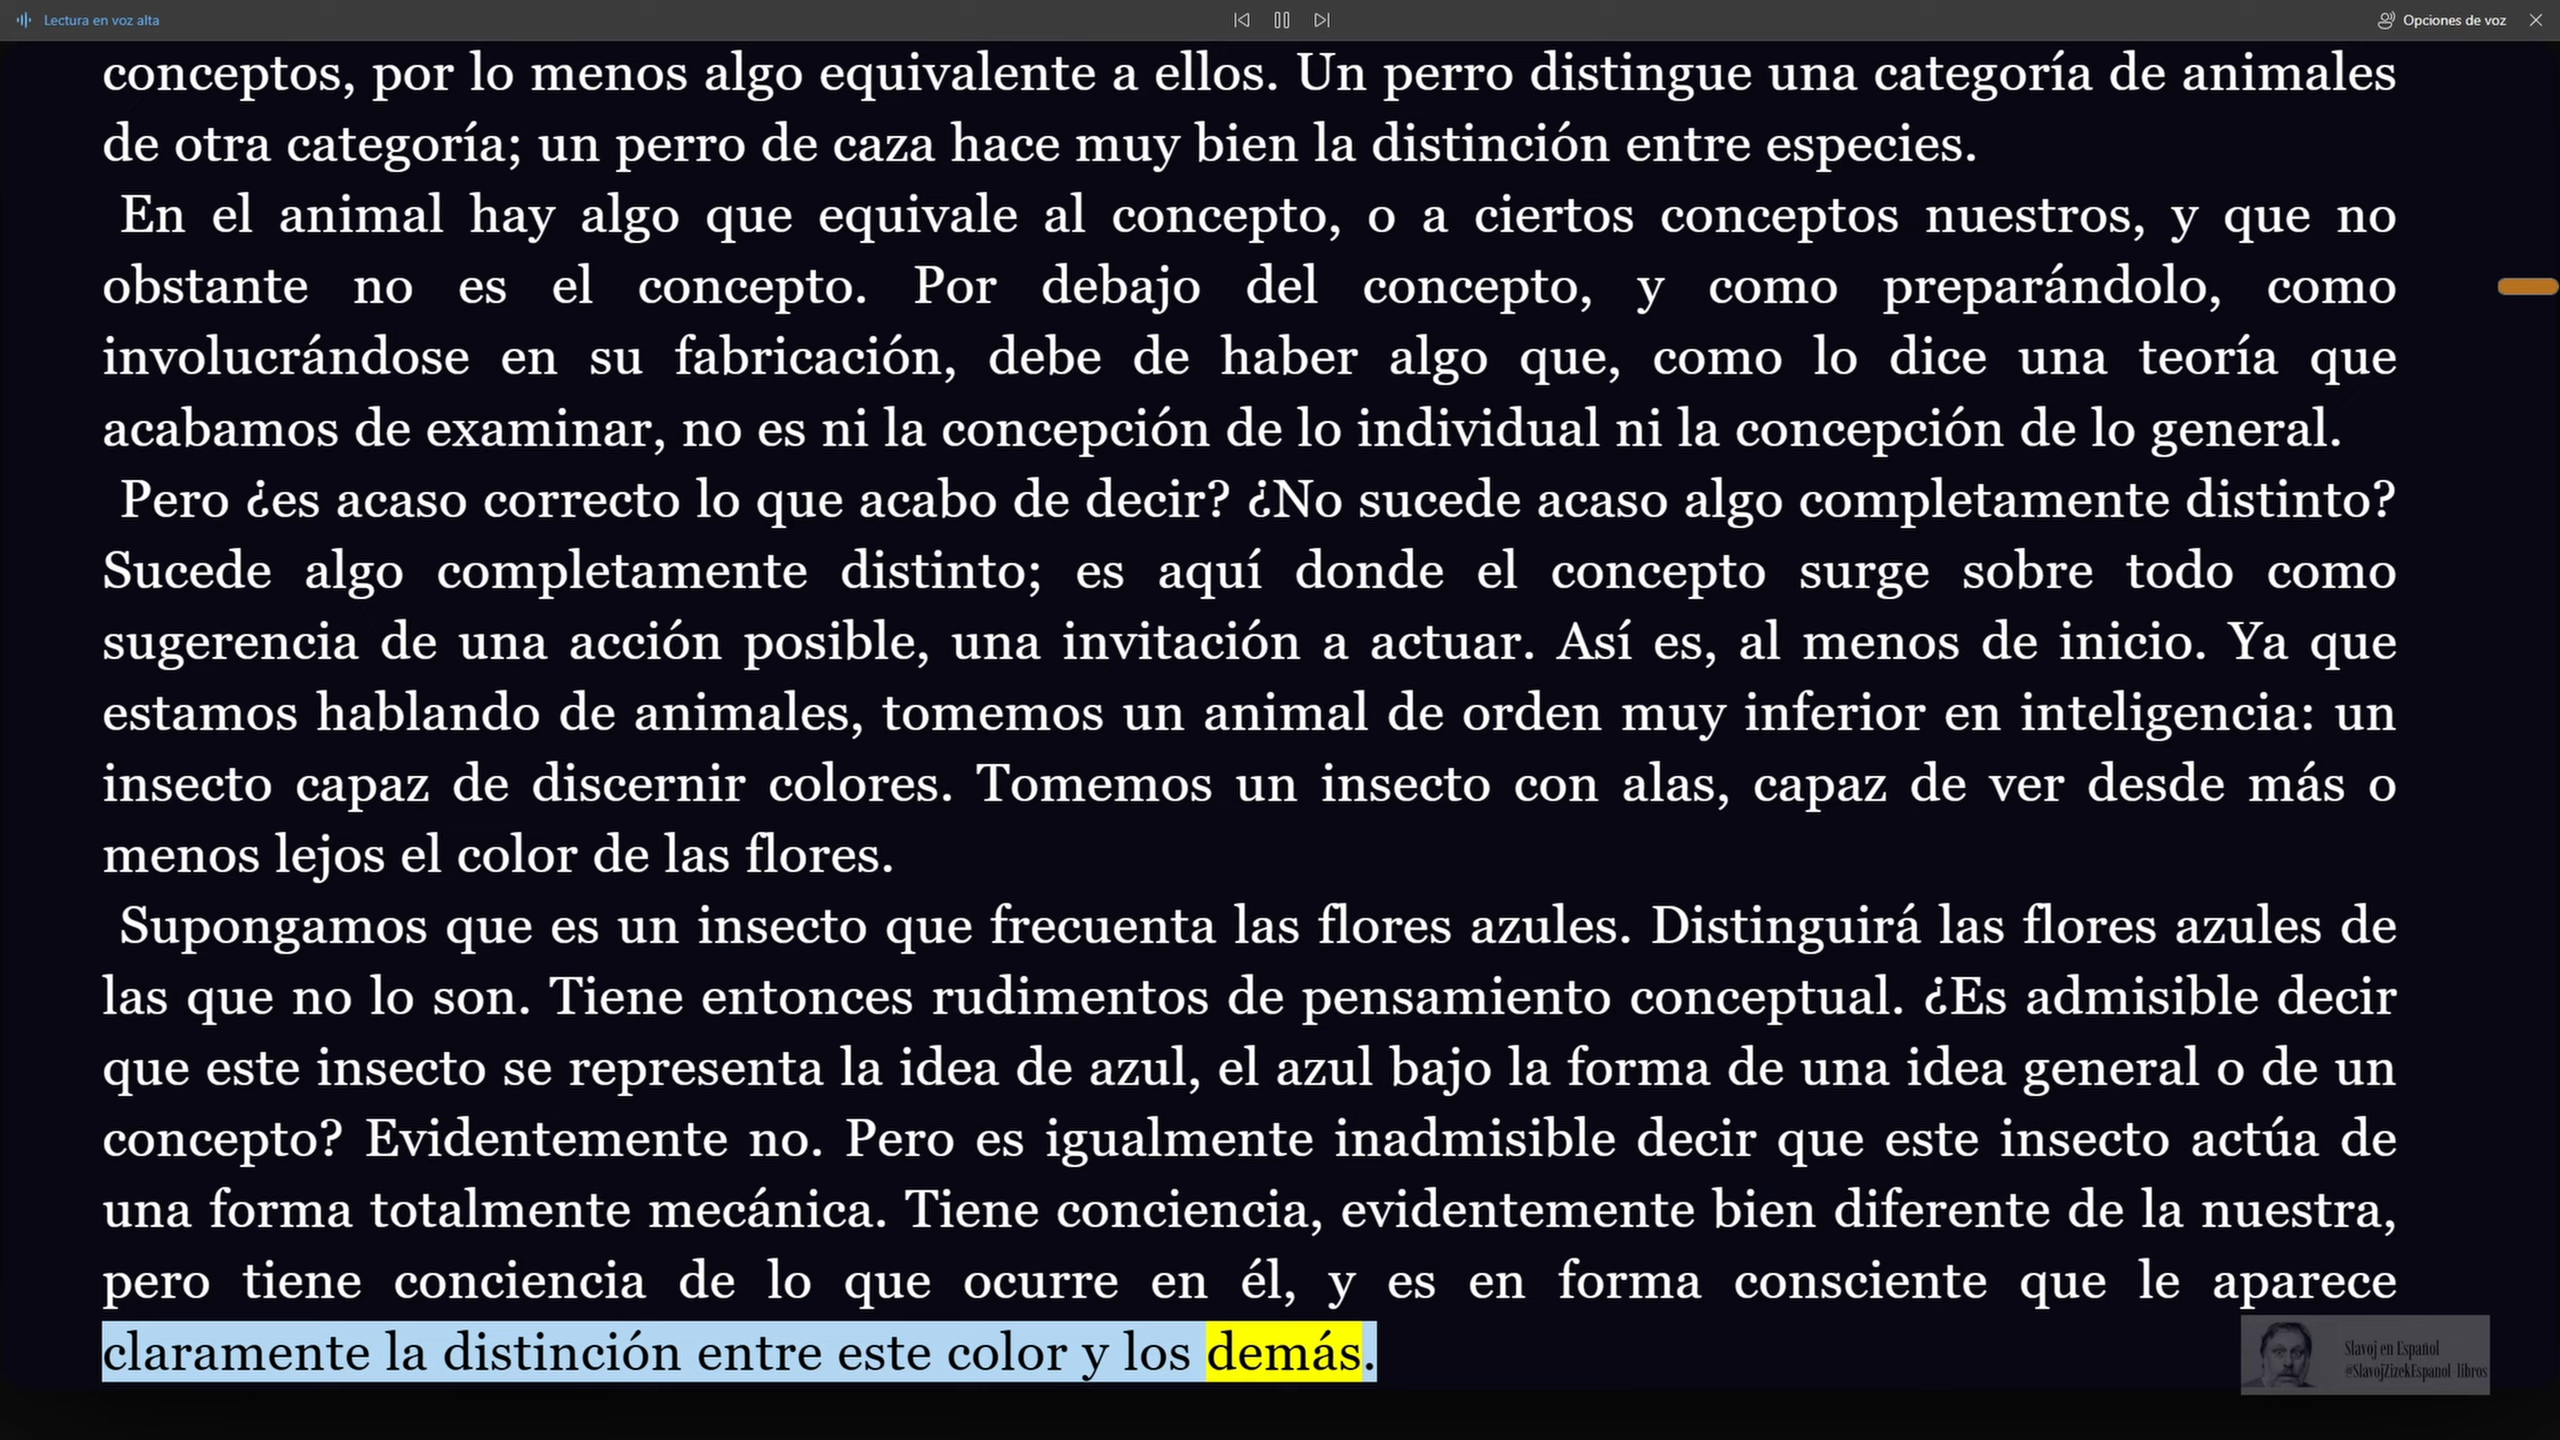 Lectura en voz alta
Opciones de voz
conceptos, por lo menos algo equivalente a ellos. Un perro distingue una categoría de animales
de otra categoría; un perro de caza hace muy bien la distinción entre especies.
En el animal hay algo que equivale al concepto, o a ciertos conceptos nuestros, y que no
obstante no es el concepto. Por debajo del concepto, y como preparándolo, como
involucrándose en su fabricación, debe de haber algo que, como lo dice una teoría que
acabamos de examinar, no es ni la concepción de lo individual ni la concepción de lo general.
Pero ¿es acaso correcto lo que acabo de decir? ¿No sucede acaso algo completamente distinto?
Sucede algo completamente distinto; es aquí donde el concepto surge sobre todo como
sugerencia de una acción posible, una invitación a actuar. Así es, al menos de inicio. Ya que
estamos hablando de animales, tomemos un animal de orden muy inferior en inteligencia: un
insecto capaz de discernir colores. Tomemos un insecto con alas, capaz de ver desde más o
menos lejos el color de las flores.
Supongamos que es un insecto que frecuenta las flores azules. Distinguirá las flores azules de
las que no lo son. Tiene entonces rudimentos de pensamiento conceptual. ¿Es admisible decir
que este insecto se representa la idea de azul, el azul bajo la forma de una idea general o de un
concepto? Evidentemente no. Pero es igualmente inadmisible decir que este insecto actúa de
una forma totalmente mecánica. Tiene conciencia, evidentemente bien diferente de la nuestra,
pero tiene conciencia de lo que ocurre en él, y es en forma consciente que le aparece
claramente la distinción entre este color y los demás.
Slavoj en Español
@SlavojZizekEspanol libros